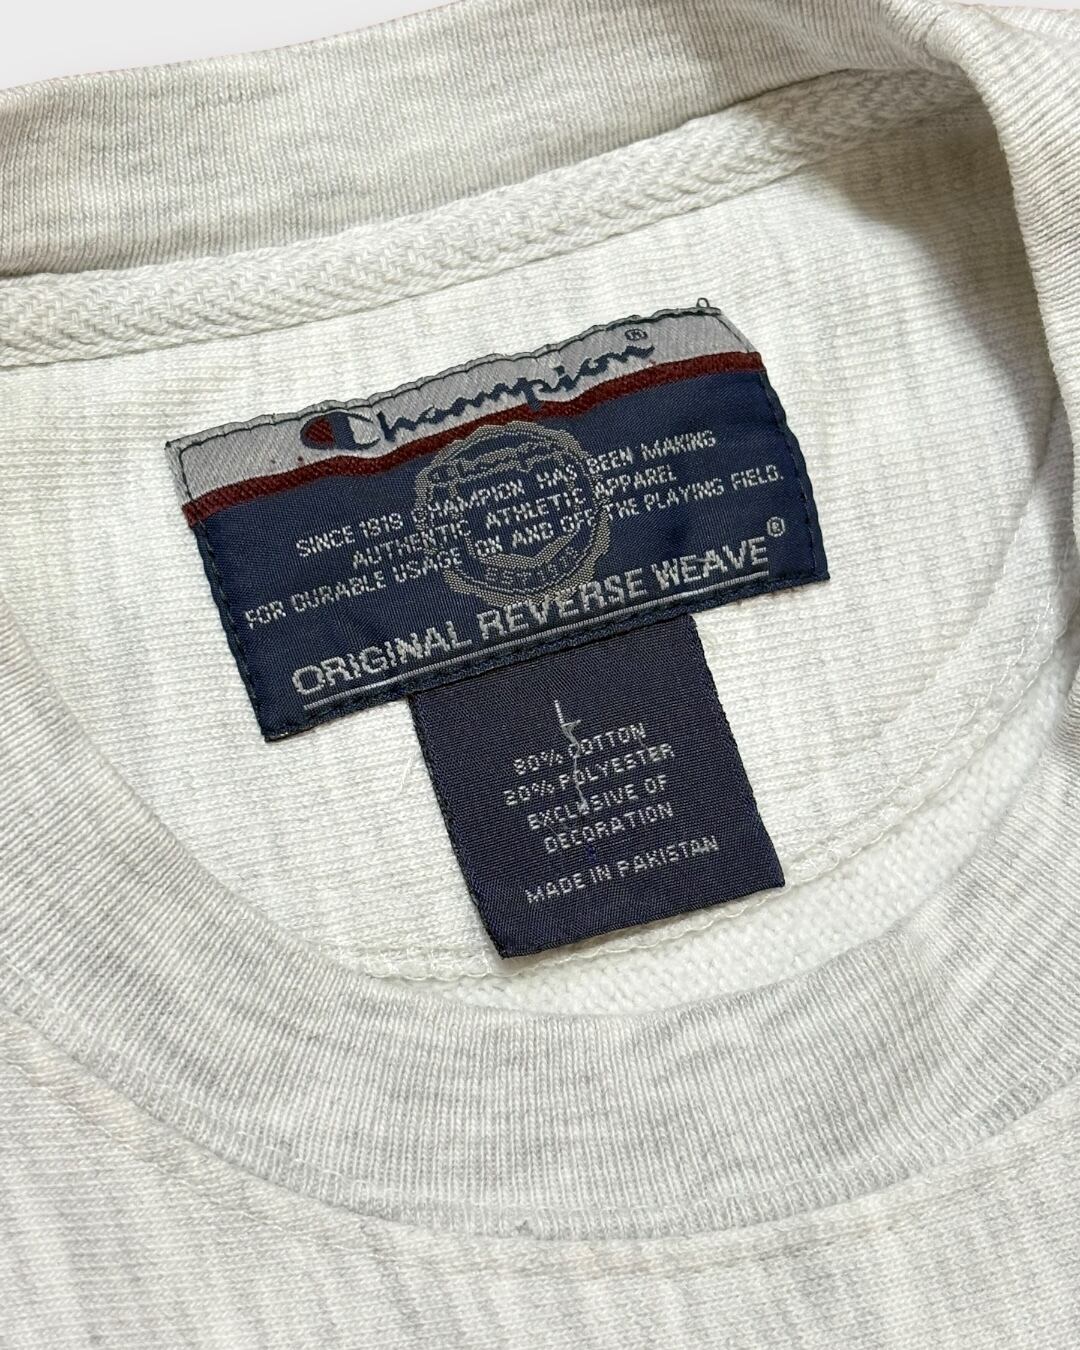 Champion®
SINCE 1919 CHAMPION HAS BEEN MAKING
AUTHENTIC ATHLETIC APPAREL
FOR DURABLE USAGE ON AND OFF THE PLAYING FIELD.
ORIGINAL REVERSE WEAVE®
L
80% COTTON
20% POLYESTER
EXCLUSIVE OF
DECORATION
MADE IN PAKISTAN